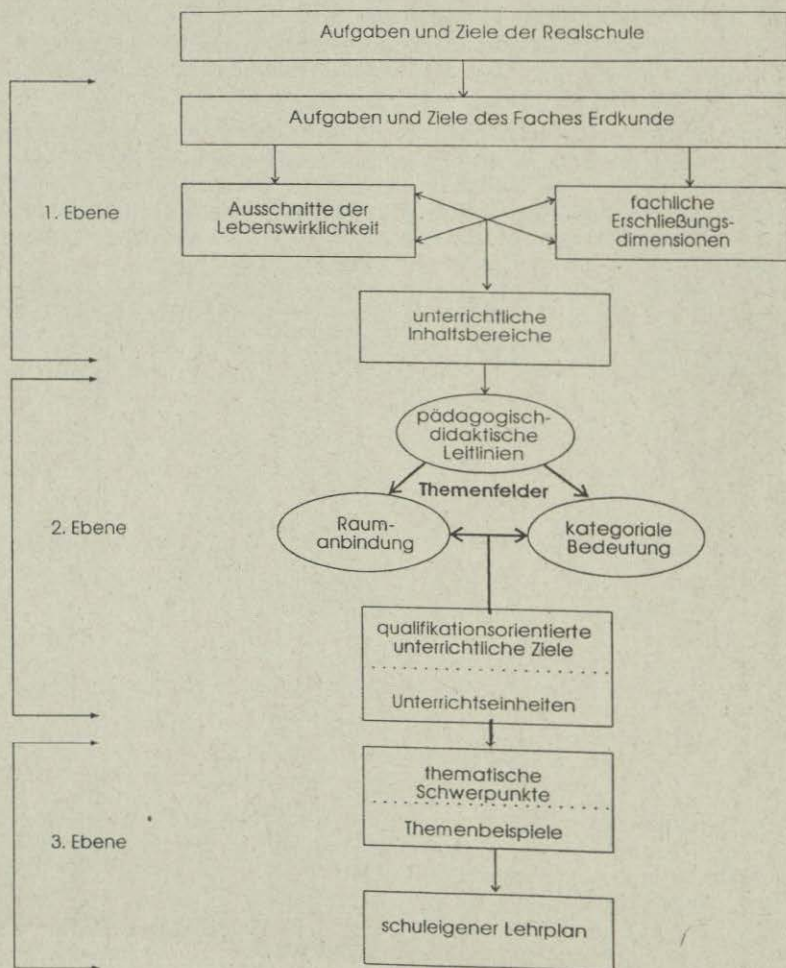 Aufgaben und Ziele der Realschule
Aufgaben und Ziele des Faches Erdkunde
1. Ebene
Ausschnitte der
Lebenswirklichkeit
fachliche
Erschließungs-
dimensionen
unterrichtliche
Inhaltsbereiche
2. Ebene
pädagogisch-
didaktische
Leitlinien
Themenfelder
Raum-
anbindung
kategoriale
Bedeutung
qualifikationsorientierte
unterrichtliche Ziele
Unterrichtseinheiten
3. Ebene
thematische
Schwerpunkte
Themenbeispiele
schuleigener Lehrplan